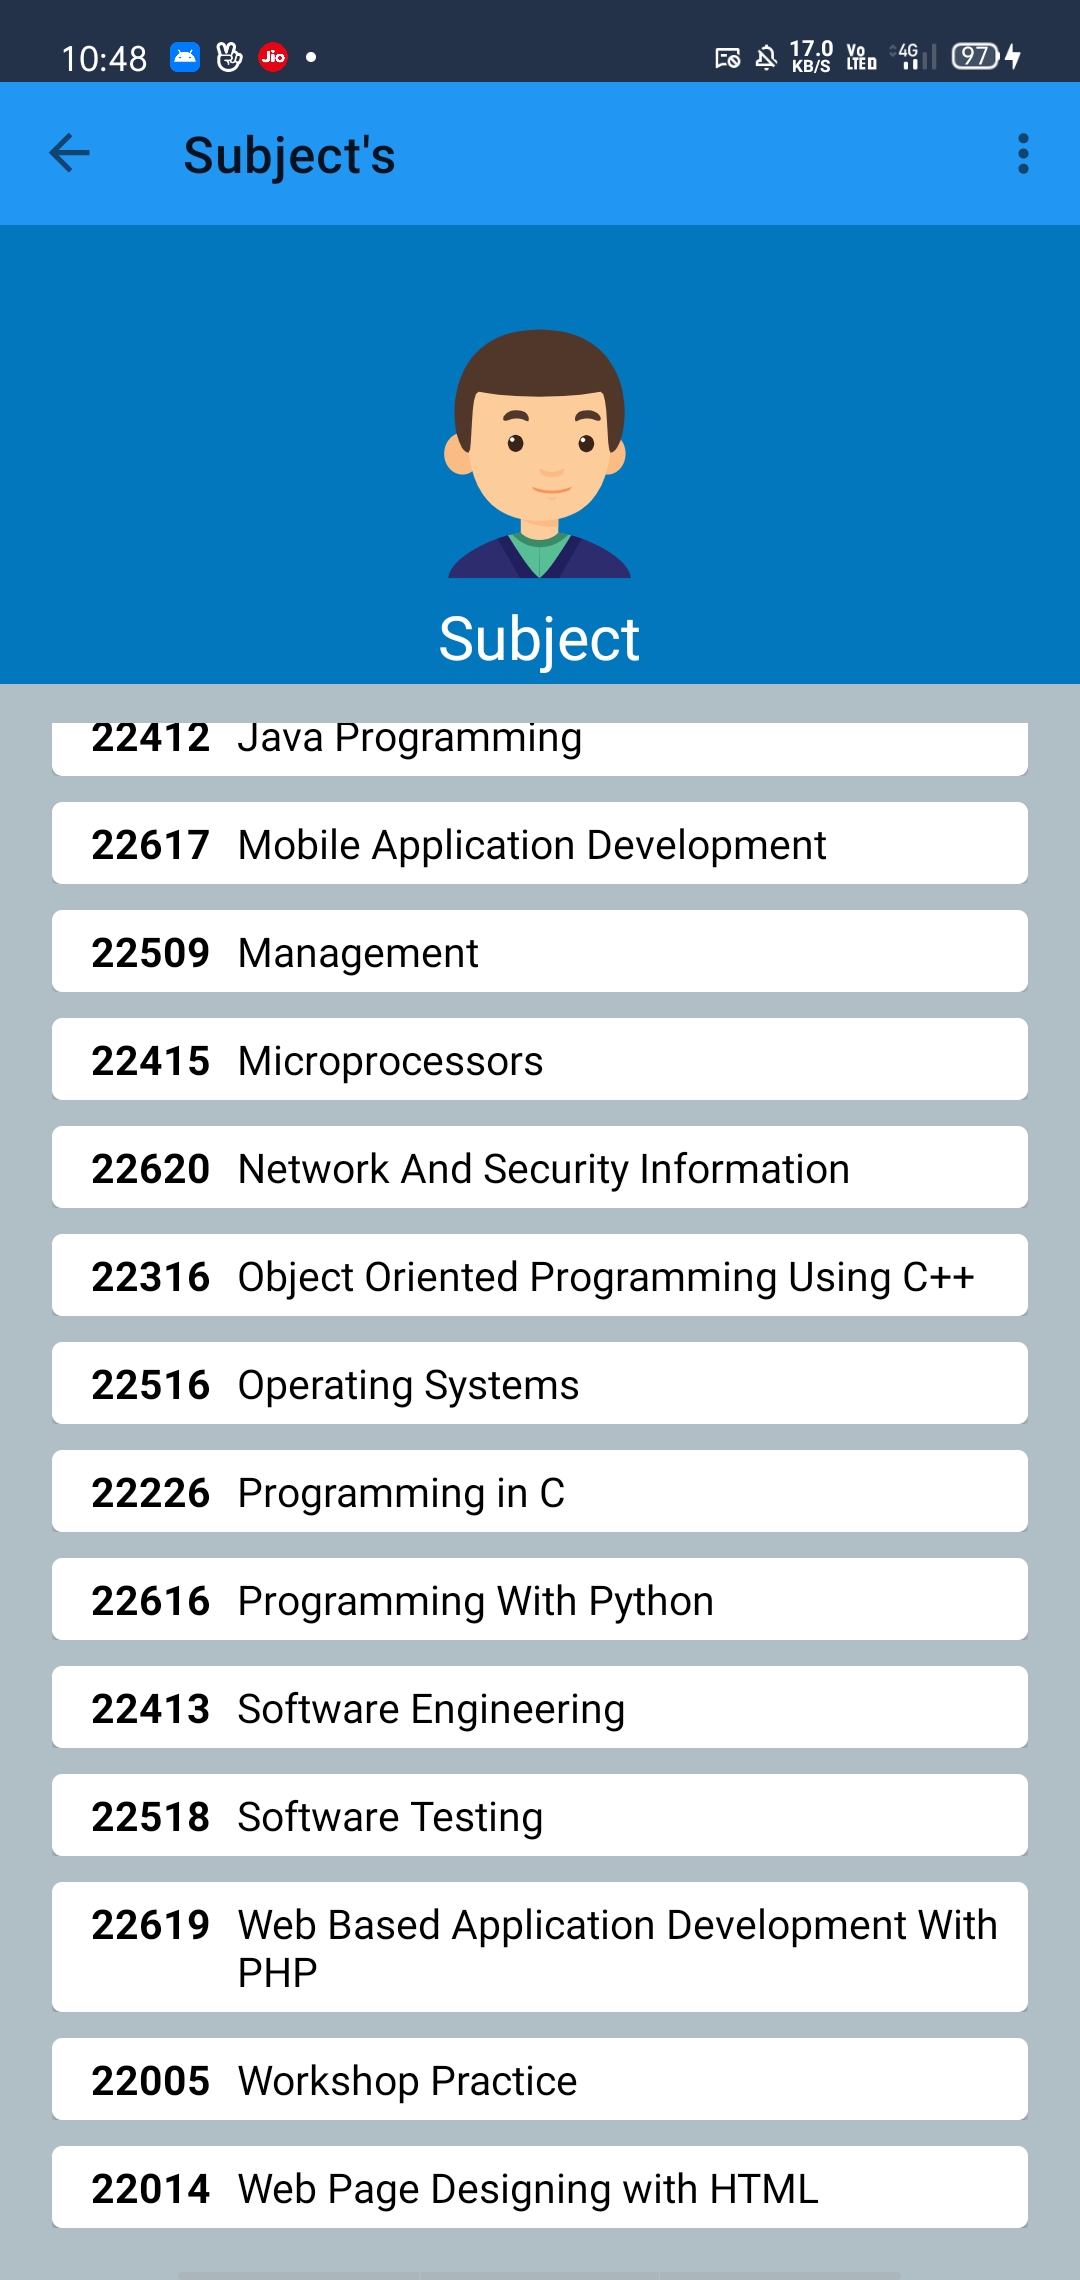 10:48
Jio
17.0
KB/S
Vo
LTED
4G
97
Subject's
Subject
22412 Java Programming
22617 Mobile Application Development
22509 Management
22415 Microprocessors
22620 Network And Security Information
22316 Object Oriented Programming Using C++
22516 Operating Systems
22226 Programming in C
22616 Programming With Python
22413 Software Engineering
22518 Software Testing
22619 Web Based Application Development With
PHP
22005 Workshop Practice
22014 Web Page Designing with HTML